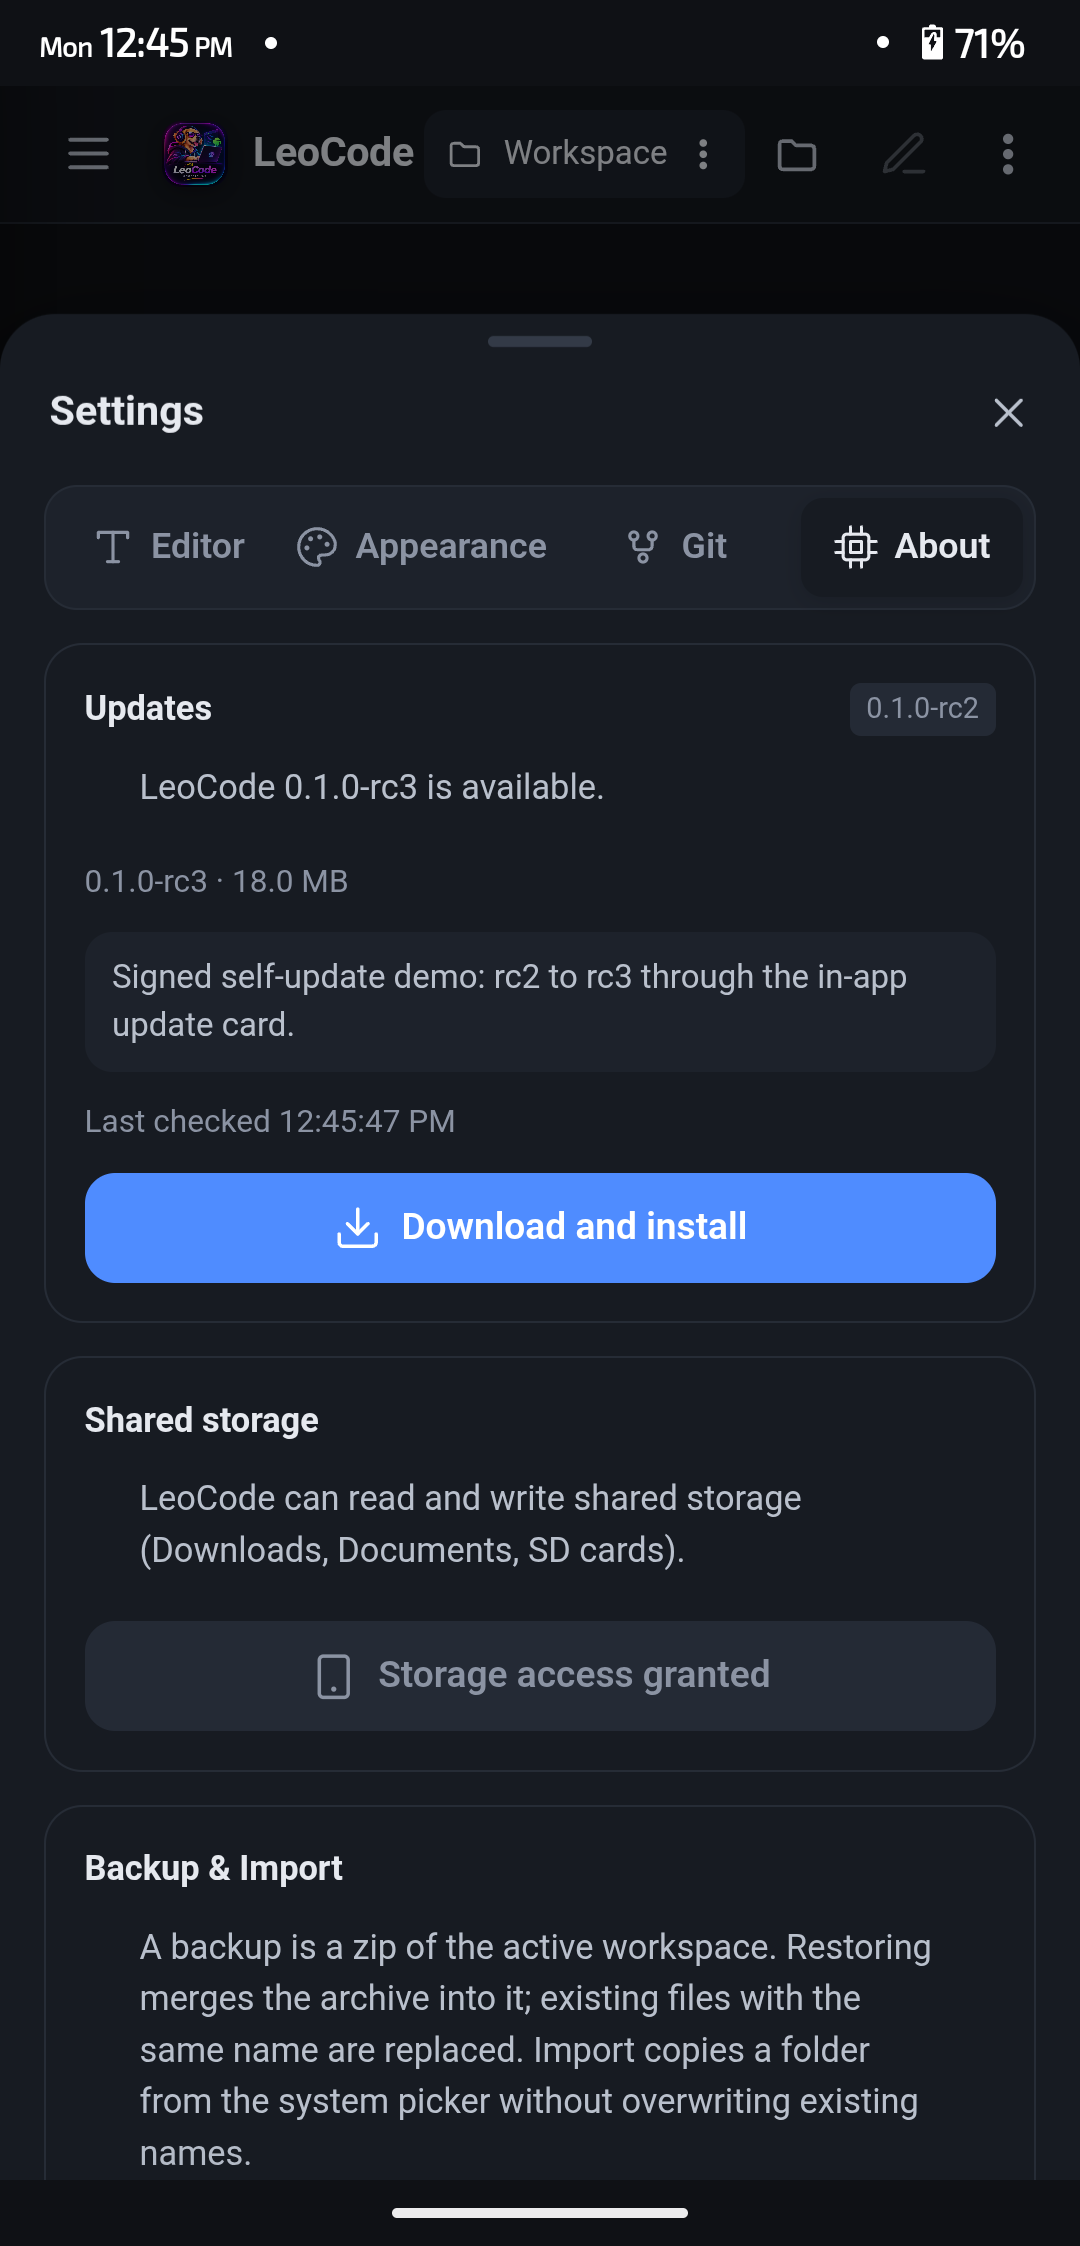 Mon 12:45 PM
71%
LeoCode
Workspace
Settings
Editor
Appearance
Git
About
Updates
0.1.0-rc2
LeoCode 0.1.0-rc3 is available.
0.1.0-rc3 · 18.0 MB
Signed self-update demo: rc2 to rc3 through the in-app
update card.
Last checked 12:45:47 PM
Download and install
Shared storage
LeoCode can read and write shared storage
(Downloads, Documents, SD cards).
Storage access granted
Backup & Import
A backup is a zip of the active workspace. Restoring
merges the archive into it; existing files with the
same name are replaced. Import copies a folder
from the system picker without overwriting existing
names.